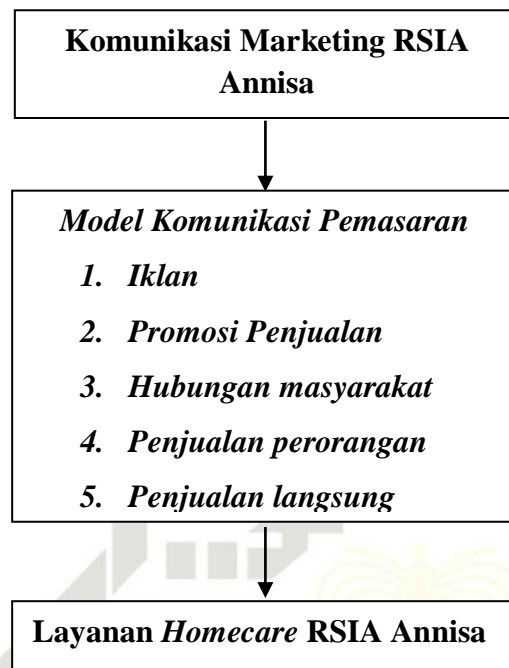 Komunikasi Marketing RSIA
Annisa
Model Komunikasi Pemasaran
1. Iklan
2. Promosi Penjualan
3. Hubungan masyarakat
4. Penjualan perorangan
5. Penjualan langsung
Layanan Homecare RSIA Annisa